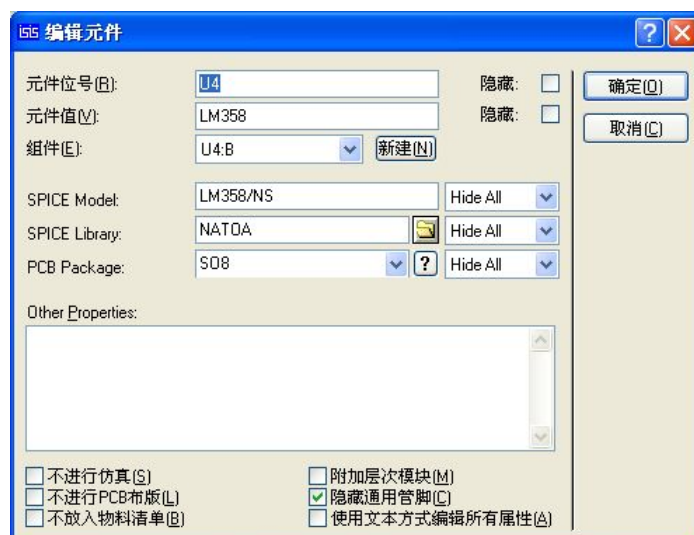 isis 编辑元件
元件位号(R): U4 隐藏: 确定(O)
元件值(V): LM358 隐藏: 取消(C)
组件(E): U4:B 新建(N)
SPICE Model: LM358/NS Hide All
SPICE Library: NATOA Hide All
PCB Package: SO8 ? Hide All
Other Properties:
不进行仿真(S) 附加层次模块(M)
不进行PCB布版(L) 隐藏通用管脚(C)
不放入物料清单(B) 使用文本方式编辑所有属性(A)